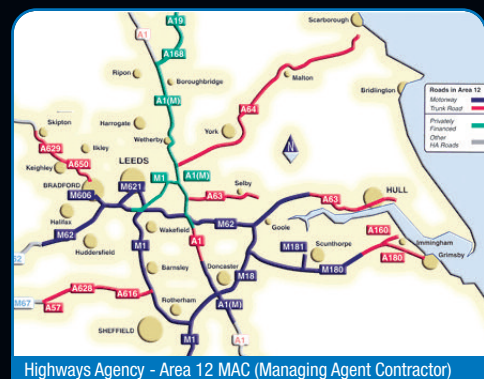 A19
Scarborough
A1
A168
Ripon
Boroughbridge
Malton
Bridlington
A1(M)
A64
Roads in Area 12
Motorway
Trunk Road
Privately
Financed
Other
HA Roads
Harrogate
York
Skipton
Wetherby
A629
Ilkley
N
Keighley
A650
LEEDS
BRADFORD
M621
M1
A1(M)
Selby
HULL
M606
A63
A63
Halifax
M62
Goole
A160
M62
Wakefield
A1
M181
Immingham
62
Huddersfield
M1
Scunthorpe
Grimsby
Barnsley
Doncaster
M18
M180
A180
A628
A616
M67
A57
Rotherham
A1(M)
SHEFFIELD
M1
A1
Highways Agency - Area 12 MAC (Managing Agent Contractor)